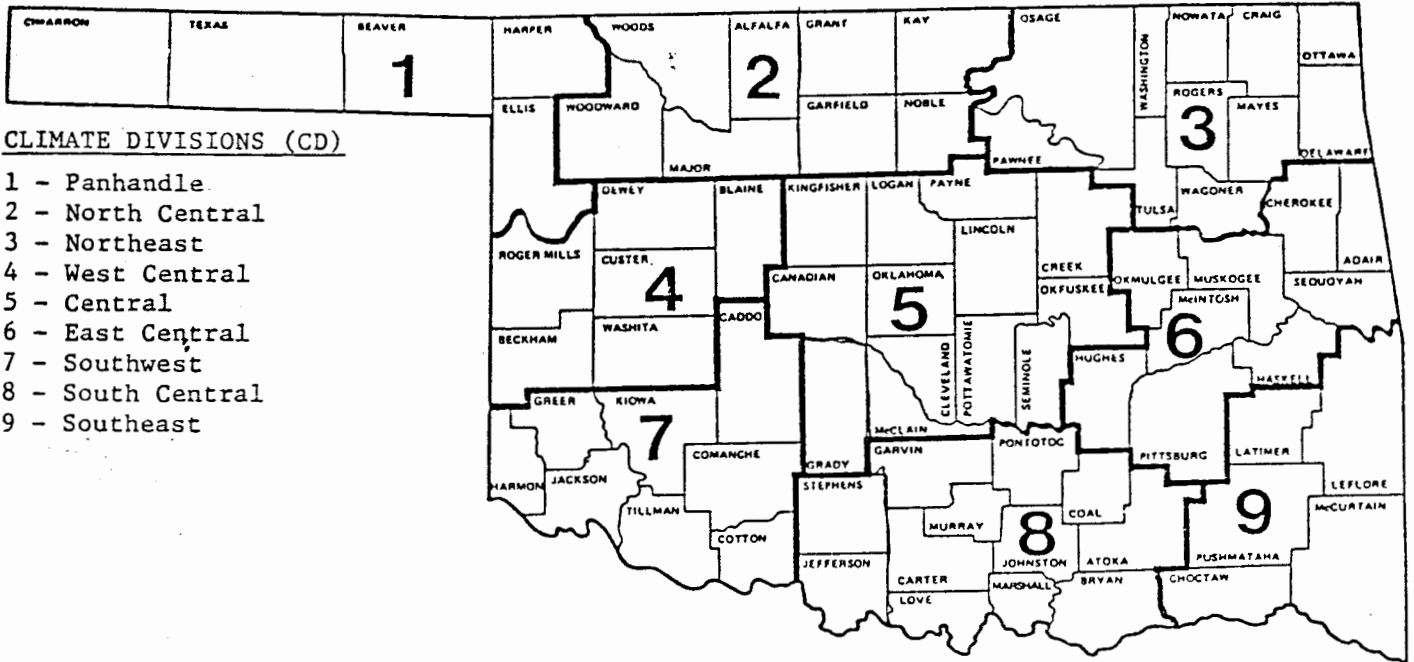 CIMARRON
TEXAS
BEAVER
HARPER
WOODS
ALFALFA
GRANT
KAY
OSAGE
NOWATA
CRAIG
OTTAWA
WASHINGTON
1
2
3
ELLIS
WOODWARD
GARFIELD
NOBLE
ROGERS
MAYES
CLIMATE DIVISIONS (CD)
1 - Panhandle
2 - North Central
3 - Northeast
4 - West Central
5 - Central
6 - East Central
7 - Southwest
8 - South Central
9 - Southeast
MAJOR
PAWNEE
DELAWARE
DEWEY
BLAINE
KINGFISHER
LOGAN
PAYNE
TULSA
WAGONER
CHEROKEE
ROGER MILLS
CUSTER
LINCOLN
CANADIAN
OKLAHOMA
CREEK
OKFUSKEE
OKMULGEE
MUSKOGEE
ADAIR
SEQUOYAH
4
5
6
McINTOSH
BECKHAM
WASHITA
CADDO
CLEVELAND
POTTAWATOMIE
SEMINOLE
HUGHES
HASKELL
GREER
KIOWA
7
McCLAIN
GARVIN
PONTOTOC
PITTSBURG
LATIMER
COMANCHE
GRADY
STEPHENS
HARMON
JACKSON
TILLMAN
COTTON
LEFLORE
McCURTAIN
MURRAY
COAL
8
9
JEFFERSON
JOHNSTON
ATOKA
PUSHMATAHA
CARTER
MARSHALL
BRYAN
CHOCTAW
LOVE